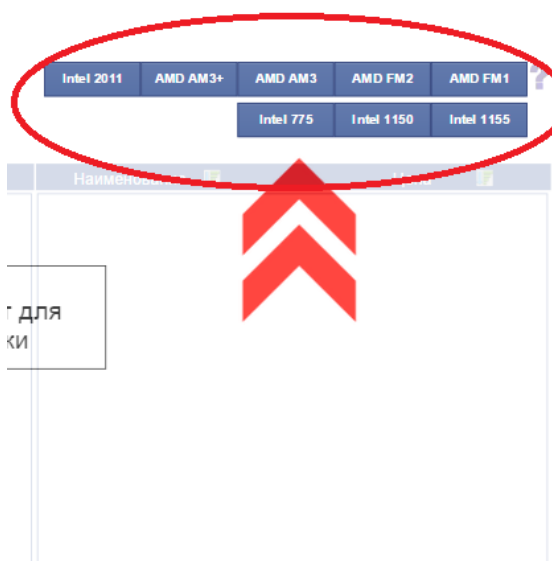 Intel 2011 AMD AM3+ AMD AM3 AMD FM2 AMD FM1 ?
Intel 775 Intel 1150 Intel 1155
Наименование Цена
т для
ки